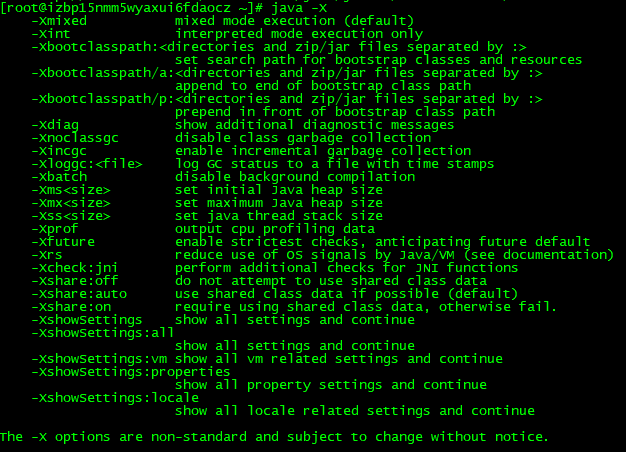 [root@izbp15nmm5wyaxui6fdaocz ~]# java -X
    -Xmixed           mixed mode execution (default)
    -Xint             interpreted mode execution only
    -Xbootclasspath:<directories and zip/jar files separated by :>
                      set search path for bootstrap classes and resources
    -Xbootclasspath/a:<directories and zip/jar files separated by :>
                      append to end of bootstrap class path
    -Xbootclasspath/p:<directories and zip/jar files separated by :>
                      prepend in front of bootstrap class path
    -Xdiag            show additional diagnostic messages
    -Xnoclassgc       disable class garbage collection
    -Xincgc           enable incremental garbage collection
    -Xloggc:<file>    log GC status to a file with time stamps
    -Xbatch           disable background compilation
    -Xms<size>        set initial Java heap size
    -Xmx<size>        set maximum Java heap size
    -Xss<size>        set java thread stack size
    -Xprof            output cpu profiling data
    -Xfuture          enable strictest checks, anticipating future default
    -Xrs              reduce use of OS signals by Java/VM (see documentation)
    -Xcheck:jni       perform additional checks for JNI functions
    -Xshare:off       do not attempt to use shared class data
    -Xshare:auto      use shared class data if possible (default)
    -Xshare:on        require using shared class data, otherwise fail.
    -XshowSettings    show all settings and continue
    -XshowSettings:all
                      show all settings and continue
    -XshowSettings:vm show all vm related settings and continue
    -XshowSettings:properties
                      show all property settings and continue
    -XshowSettings:locale
                      show all locale related settings and continue

The -X options are non-standard and subject to change without notice.